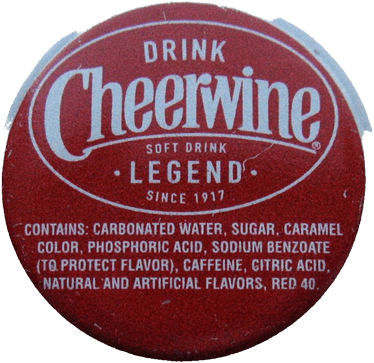 DRINK
Cheerwine®
SOFT DRINK
• LEGEND •
SINCE 1917
CONTAINS: CARBONATED WATER, SUGAR, CARAMEL
COLOR, PHOSPHORIC ACID, SODIUM BENZOATE
(TO PROTECT FLAVOR), CAFFEINE, CITRIC ACID,
NATURAL AND ARTIFICIAL FLAVORS, RED 40.